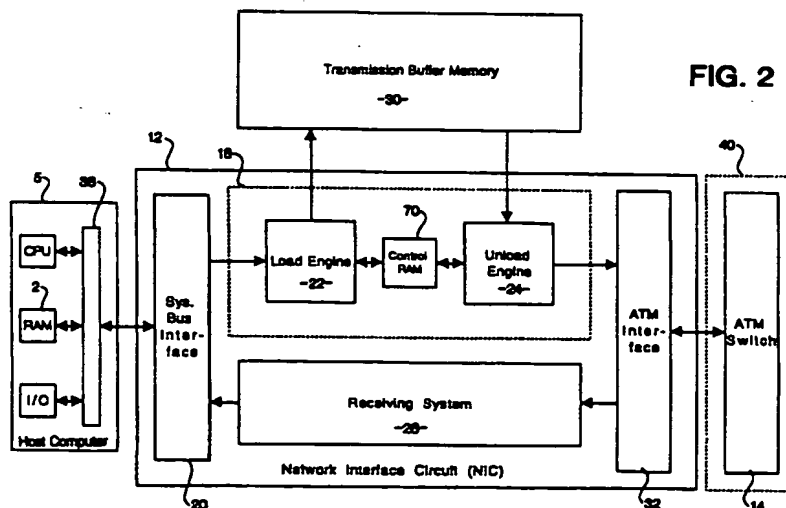 Transmission Buffer Memory
-30-
FIG. 2
12
18
40
5
38
70
CPU
Load Engine
-22-
Control
RAM
Unload
Engine
-24-
2
RAM
Sys.
Bus
Inter-
face
ATM
Inter-
face
ATM
Switch
I/O
Receiving System
-28-
Host Computer
Network Interface Circuit (NIC)
20
32
14